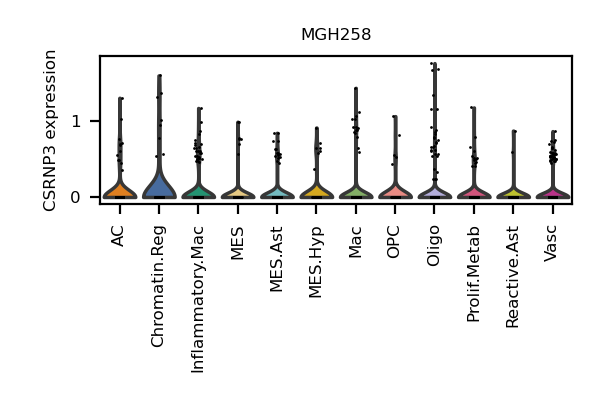 MGH258
CSRNP3 expression
1
0
AC
Chromatin.Reg
Inflammatory.Mac
MES
MES.Ast
MES.Hyp
Mac
OPC
Oligo
Prolif.Metab
Reactive.Ast
Vasc